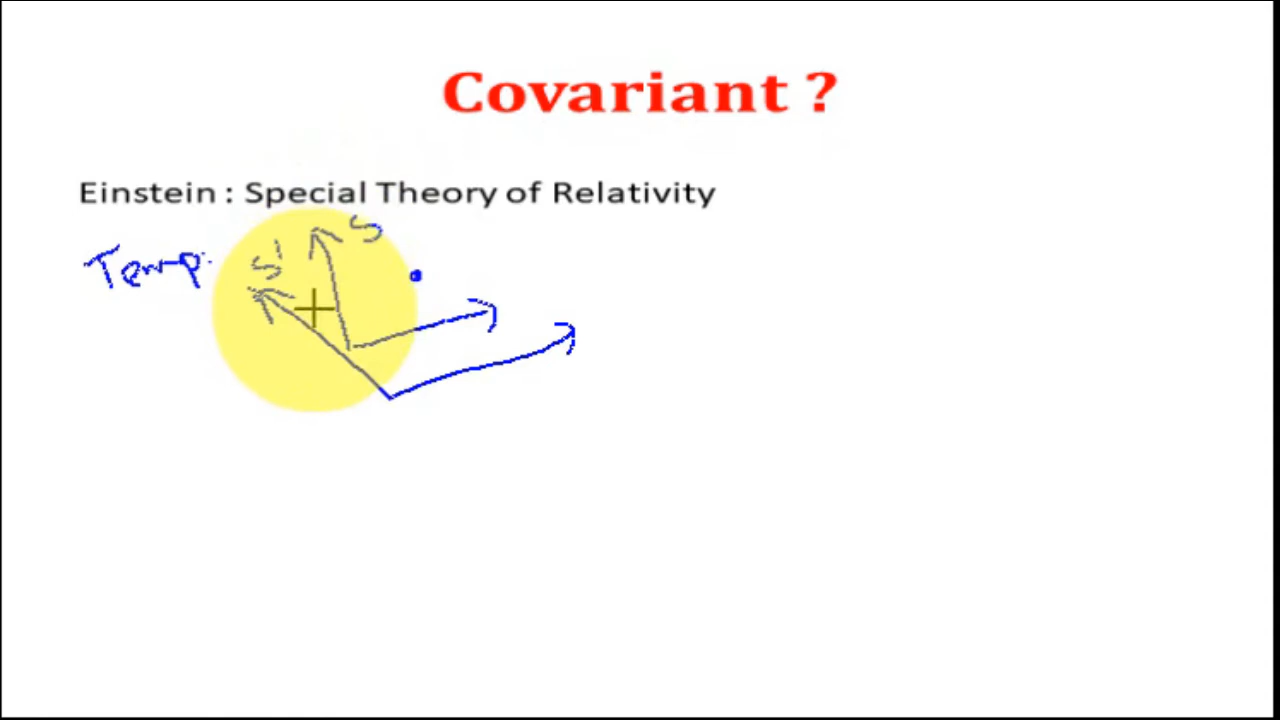 Covariant ?
Einstein : Special Theory of Relativity
S
Temp. S'